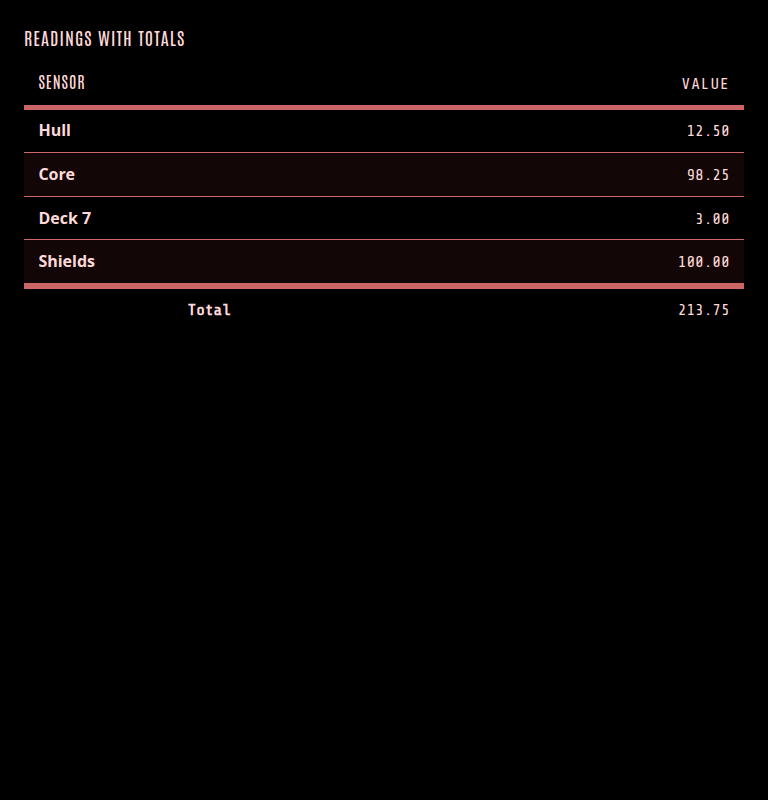 READINGS WITH TOTALS
SENSOR VALUE
Hull 12.50
Core 98.25
Deck 7 3.00
Shields 100.00
Total 213.75